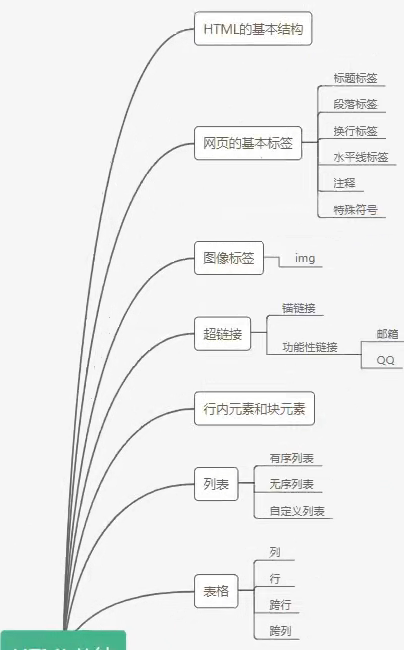 HTML的基本结构
网页的基本标签
标题标签
段落标签
换行标签
水平线标签
注释
特殊符号
图像标签
img
超链接
锚链接
功能性链接
邮箱
QQ
行内元素和块元素
列表
有序列表
无序列表
自定义列表
表格
列
行
跨行
跨列